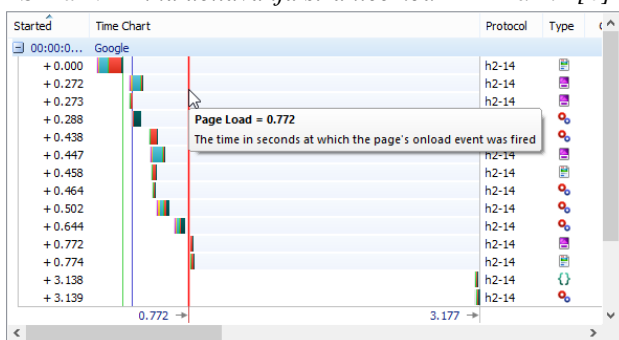 Started Time Chart Protocol Type
00:00:0... Google
+ 0.000 h2-14
+ 0.272 h2-14
+ 0.273 h2-14
+ 0.288 h2-14
Page Load = 0.772
+ 0.438
The time in seconds at which the page's onload event was fired
+ 0.447 h2-14
+ 0.458 h2-14
+ 0.464 h2-14
+ 0.502 h2-14
+ 0.644 h2-14
+ 0.772 h2-14
+ 0.774 h2-14
+ 3.138 h2-14 {}
+ 3.139 h2-14
0.772 → 3.177 →